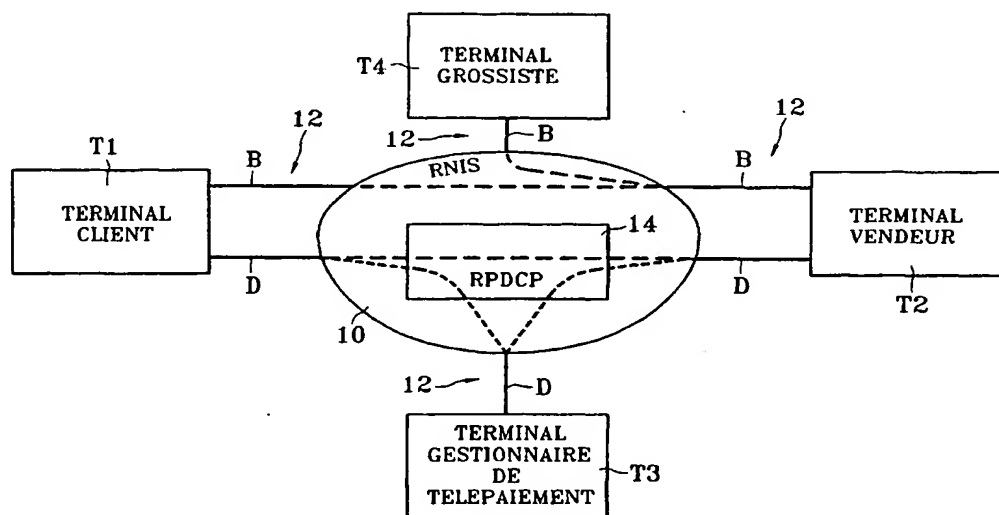 TERMINAL
GROSSISTE
T4
12
12
12
B
T1
B
RNIS
B
TERMINAL
CLIENT
TERMINAL
VENDEUR
14
D
RPDCP
D
T2
10
12
D
TERMINAL
GESTIONNAIRE
DE
TELEPAIEMENT
T3